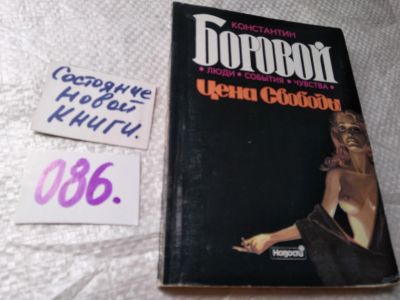 Состояние
новой
книги.
086.
КОНСТАНТИН
БОРОВОЙ
• ЛЮДИ • СОБЫТИЯ • ЧУВСТВА •
Цена Свободы
Новости